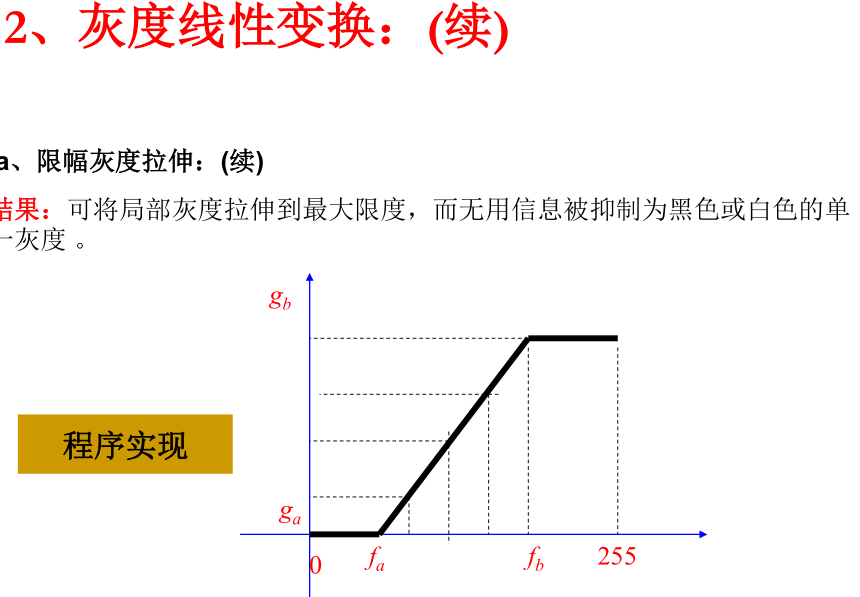 2、灰度线性变换：(续)
a、限幅灰度拉伸：(续)
结果：可将局部灰度拉伸到最大限度，而无用信息被抑制为黑色或白色的单
一灰度 。
gb
程序实现
ga
0
fa
fb
255